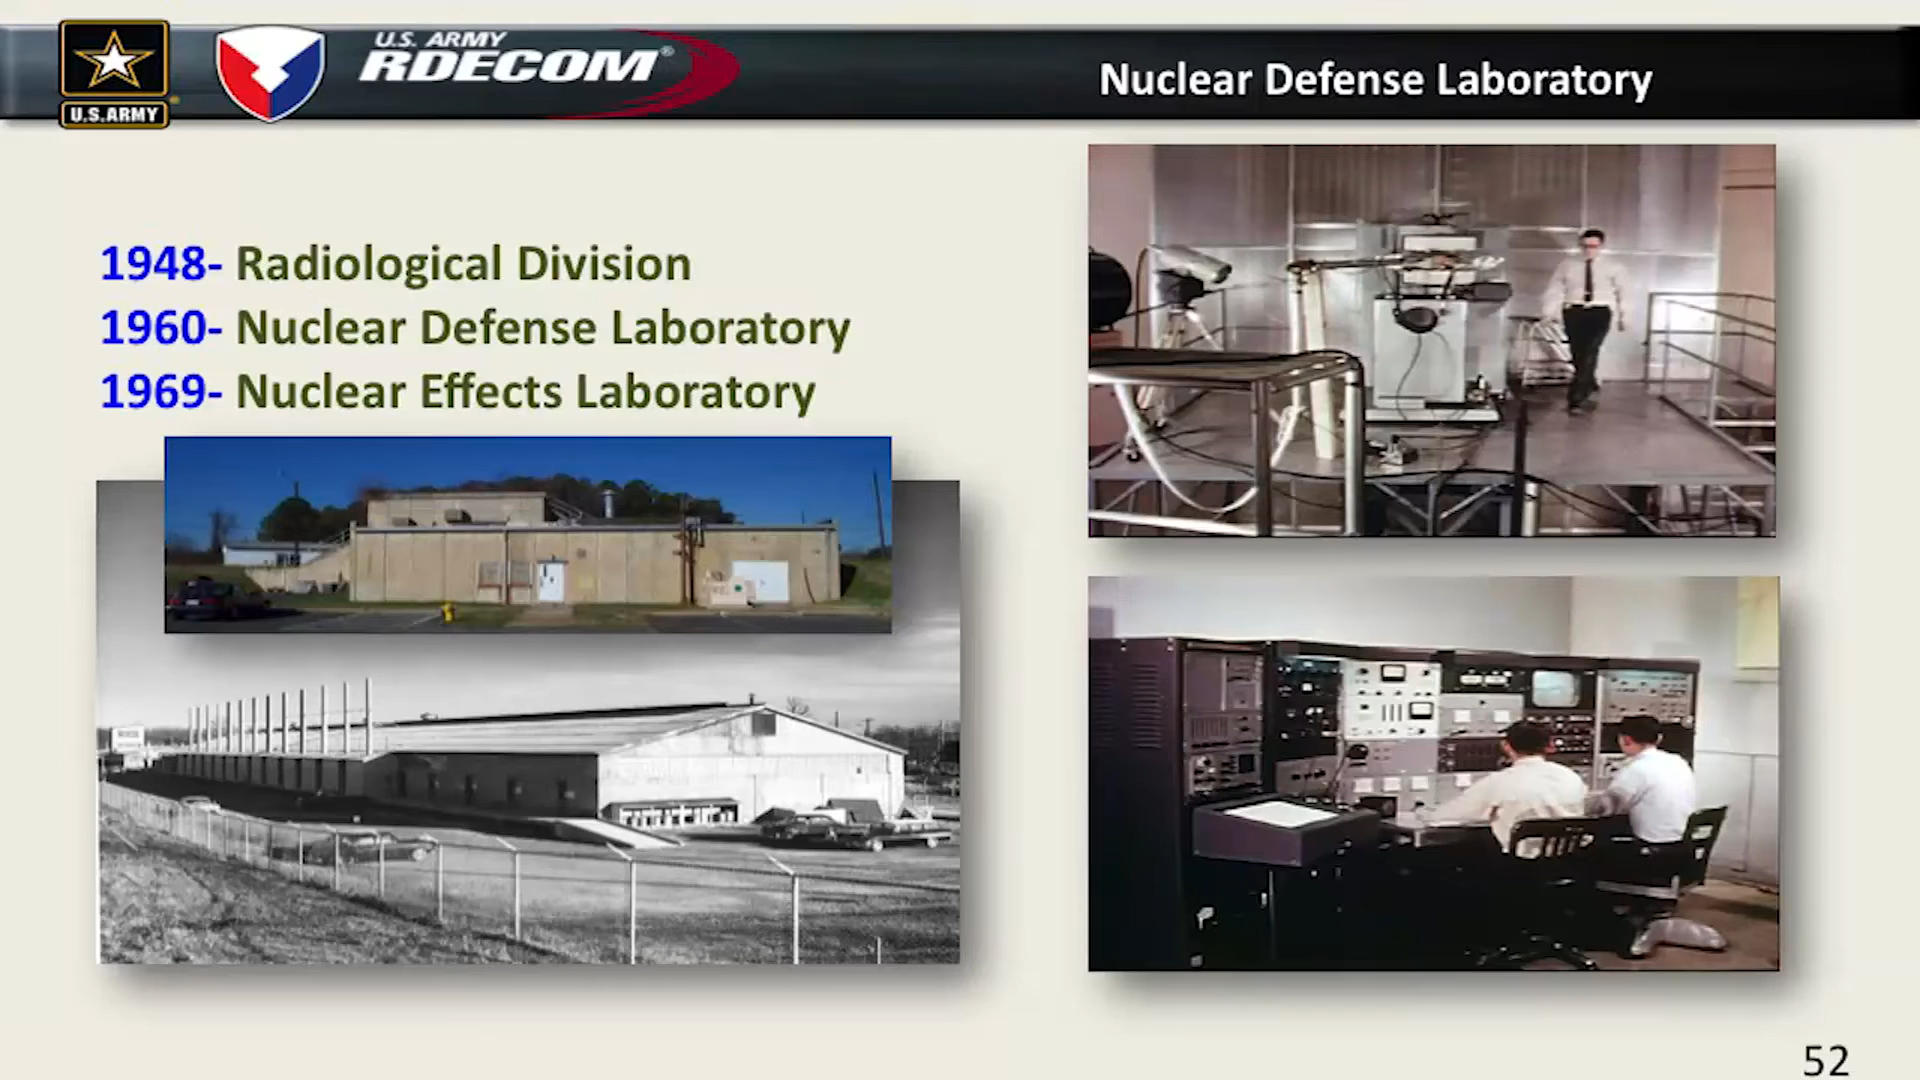 U.S. ARMY
U.S. ARMY
RDECOM®
Nuclear Defense Laboratory
1948- Radiological Division
1960- Nuclear Defense Laboratory
1969- Nuclear Effects Laboratory
52